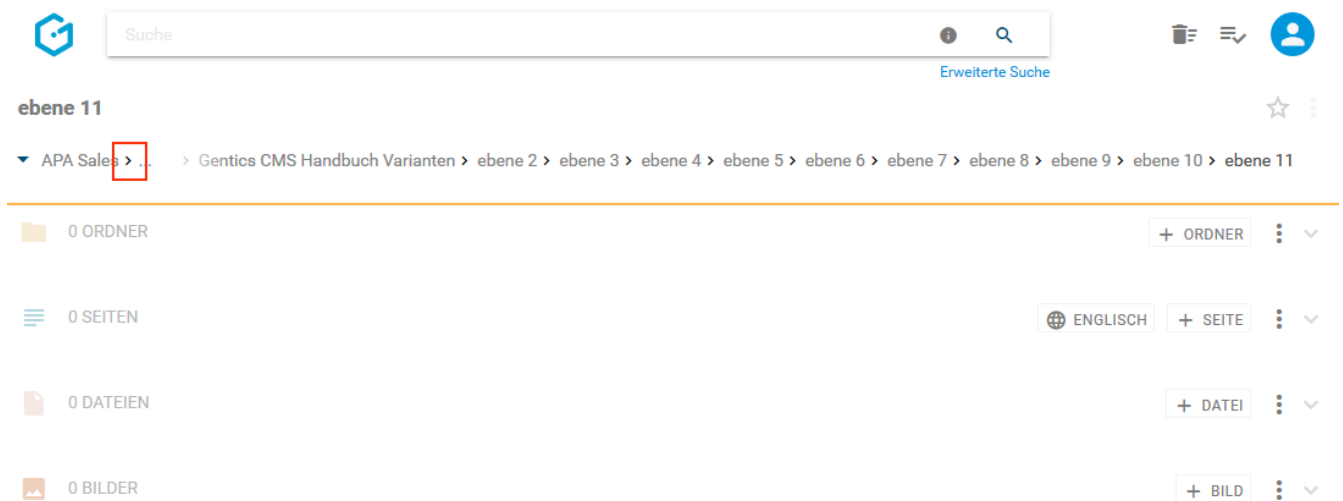 Suche
Erweiterte Suche
ebene 11
APA Sales > ... > Gentics CMS Handbuch Varianten > ebene 2 > ebene 3 > ebene 4 > ebene 5 > ebene 6 > ebene 7 > ebene 8 > ebene 9 > ebene 10 > ebene 11
0 ORDNER + ORDNER
0 SEITEN ENGLISCH + SEITE
0 DATEIEN + DATEI
0 BILDER + BILD